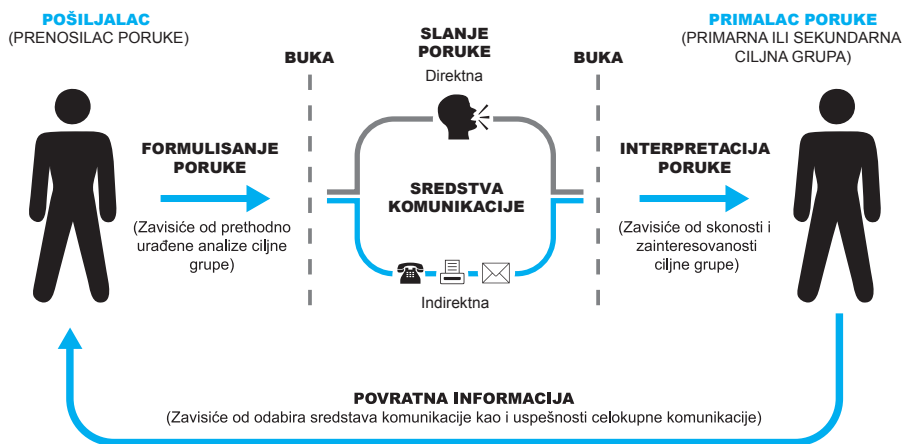 POŠILJALAC
(PRENOSILAC PORUKE)
BUKA
SLANJE
PORUKE
Direktna
BUKA
PRIMALAC PORUKE
(PRIMARNA ILI SEKUNDARNA
CILJNA GRUPA)
FORMULISANJE
PORUKE
(Zavisiće od prethodno
urađene analize ciljne
grupe)
SREDSTVA
KOMUNIKACIJE
Indirektna
INTERPRETACIJA
PORUKE
(Zavisiće od skonosti i
zainteresovanosti
ciljne grupe)
POVRATNA INFORMACIJA
(Zavisiće od odabira sredstava komunikacije kao i uspešnosti celokupne komunikacije)